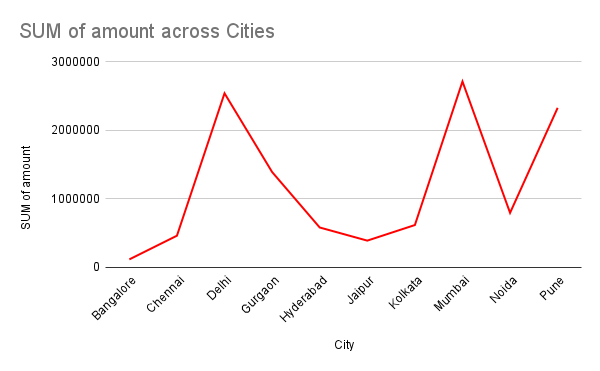 SUM of amount across Cities
SUM of amount
3000000
2000000
1000000
0
Bangalore
Chennai
Delhi
Gurgaon
Hyderabad
Jaipur
Kolkata
Mumbai
Noida
Pune
City